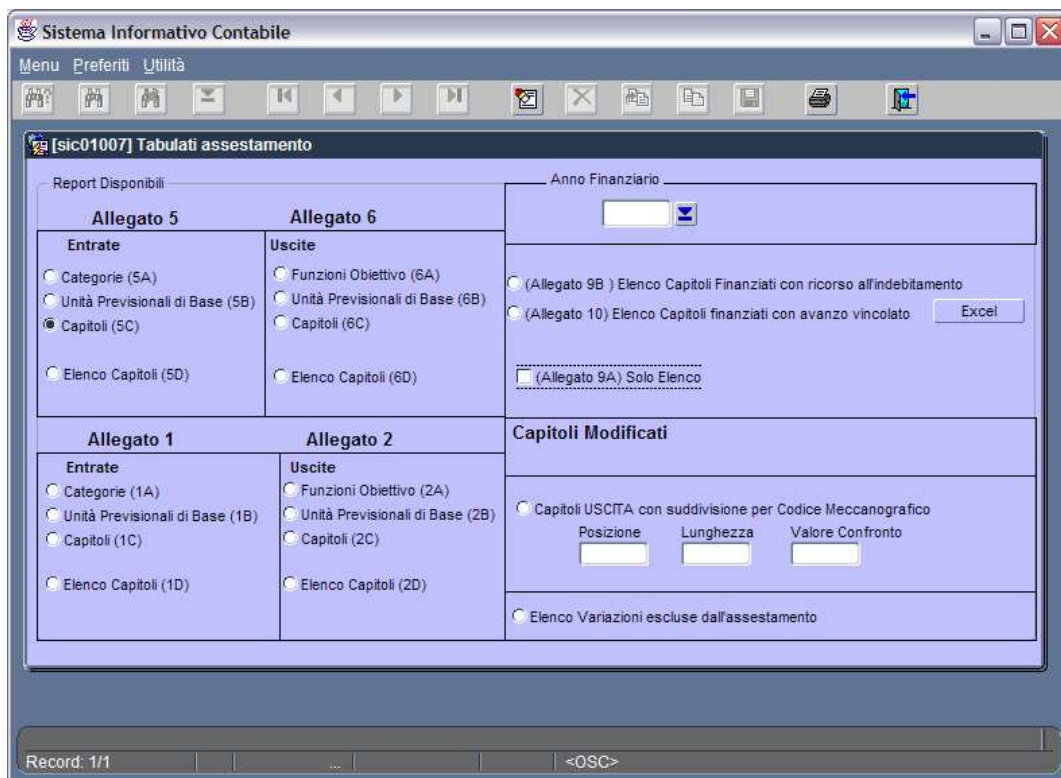 Sistema Informativo Contabile
Menu Preferiti Utilità
[sic01007] Tabulati assestamento
Report Disponibili
Allegato 5
Entrate
Categorie (5A)
Unità Previsionali di Base (5B)
Capitoli (5C)
Elenco Capitoli (5D)
Allegato 6
Uscite
Funzioni Obiettivo (6A)
Unità Previsionali di Base (6B)
Capitoli (6C)
Elenco Capitoli (6D)
Anno Finanziario
(Allegato 9B ) Elenco Capitoli Finanziati con ricorso all'indebitamento
(Allegato 10) Elenco Capitoli finanziati con avanzo vincolato
Excel
(Allegato 9A) Solo Elenco
Allegato 1
Entrate
Categorie (1A)
Unità Previsionali di Base (1B)
Capitoli (1C)
Elenco Capitoli (1D)
Allegato 2
Uscite
Funzioni Obiettivo (2A)
Unità Previsionali di Base (2B)
Capitoli (2C)
Elenco Capitoli (2D)
Capitoli Modificati
Capitoli USCITA con suddivisione per Codice Meccanografico
Posizione Lunghezza Valore Confronto
Elenco Variazioni escluse dall'assestamento
Record: 1/1 ... <OSC>